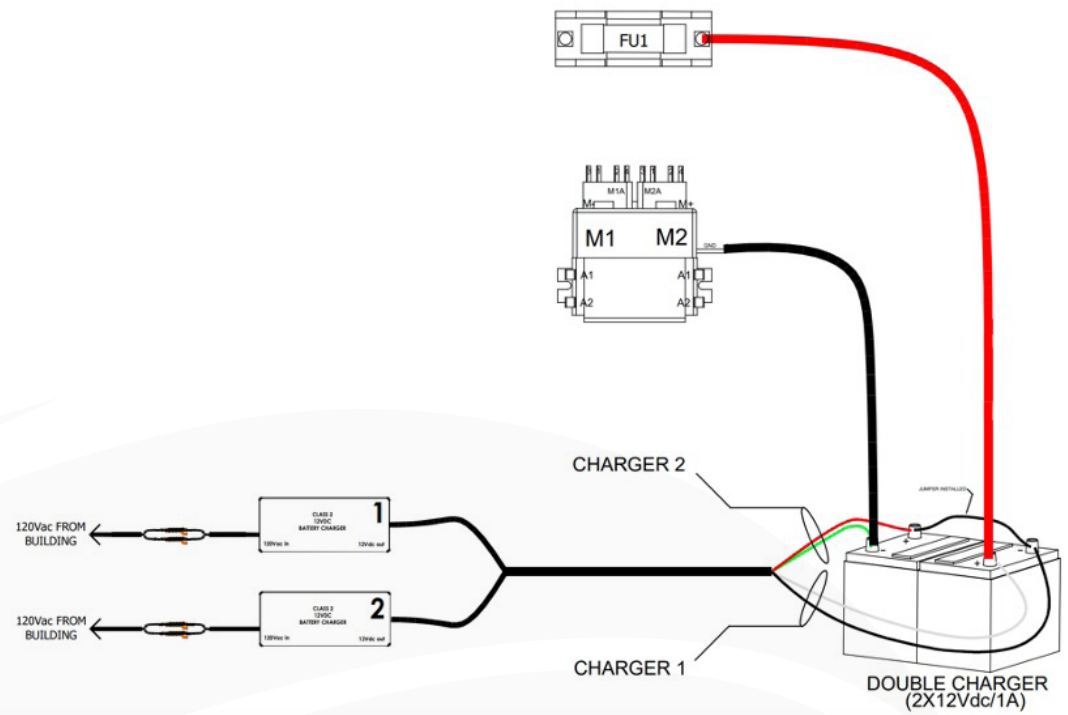 FU1
M1A M2A
M- M+
M1 M2
GND
A1 A1
A2 A2
CHARGER 2
JUMPER INSTALLED
120Vac FROM
BUILDING
CLASS 2
12VDC
BATTERY CHARGER
1
120Vac in 12Vdc out
+ -
- +
120Vac FROM
BUILDING
CLASS 2
12VDC
BATTERY CHARGER
2
120Vac in 12Vdc out
CHARGER 1
DOUBLE CHARGER
(2X12Vdc/1A)